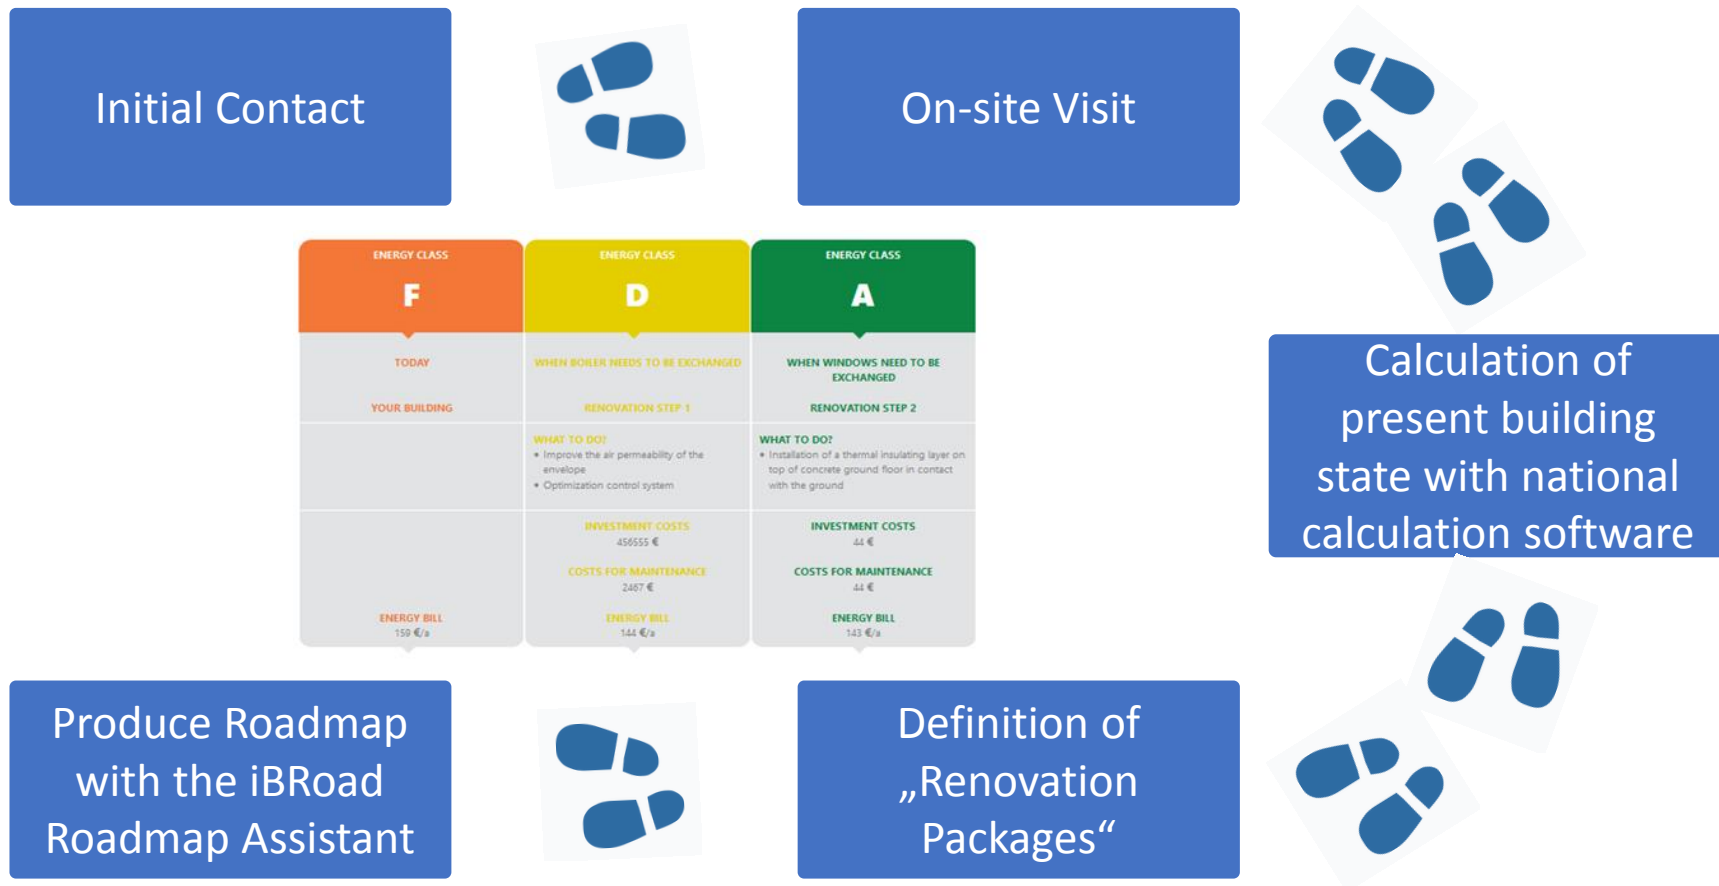 Initial Contact
On-site Visit
ENERGY CLASS
F
ENERGY CLASS
D
ENERGY CLASS
A
TODAY
WHEN BOILER NEEDS TO BE EXCHANGED
WHEN WINDOWS NEED TO BE
EXCHANGED
YOUR BUILDING
RENOVATION STEP 1
RENOVATION STEP 2
WHAT TO DO?
• Improve the air permeability of the
envelope
• Optimization control system
WHAT TO DO?
• Installation of a thermal insulating layer on
top of concrete ground floor in contact
with the ground
INVESTMENT COSTS
456555 €
INVESTMENT COSTS
44 €
COSTS FOR MAINTENANCE
2467 €
COSTS FOR MAINTENANCE
44 €
ENERGY BILL
159 €/a
ENERGY BILL
144 €/a
ENERGY BILL
143 €/a
Calculation of
present building
state with national
calculation software
Definition of
„Renovation
Packages“
Produce Roadmap
with the iBRoad
Roadmap Assistant